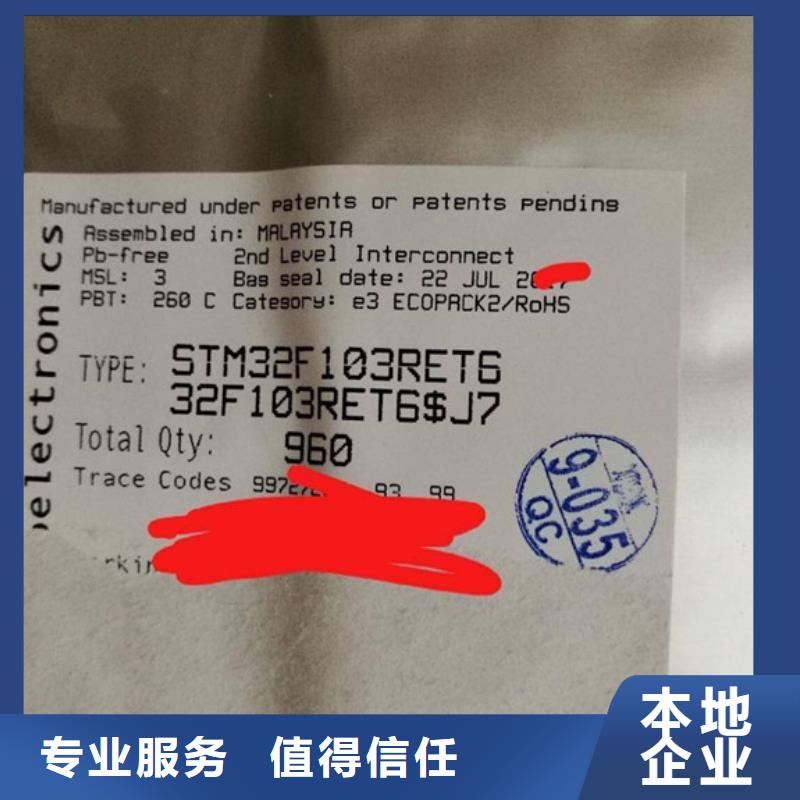 Manufactured under patents or patents pending
Assembled in: MALAYSIA
Pb-free 2nd Level Interconnect
MSL: 3 Bag seal date: 22 JUL
PBT: 260 C Category: e3 ECOPACK2/RoHS
TYPE: STM32F103RET6
32F103RET6$J7
Total Qty: 960
Trace Codes 93 99
electronics
9-035
QC
专业服务 值得信任
本地
企业